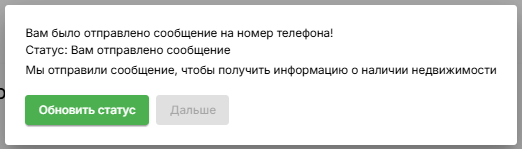 Вам было отправлено сообщение на номер телефона!
Статус: Вам отправлено сообщение
Мы отправили сообщение, чтобы получить информацию о наличии недвижимости
Обновить статус
Дальше